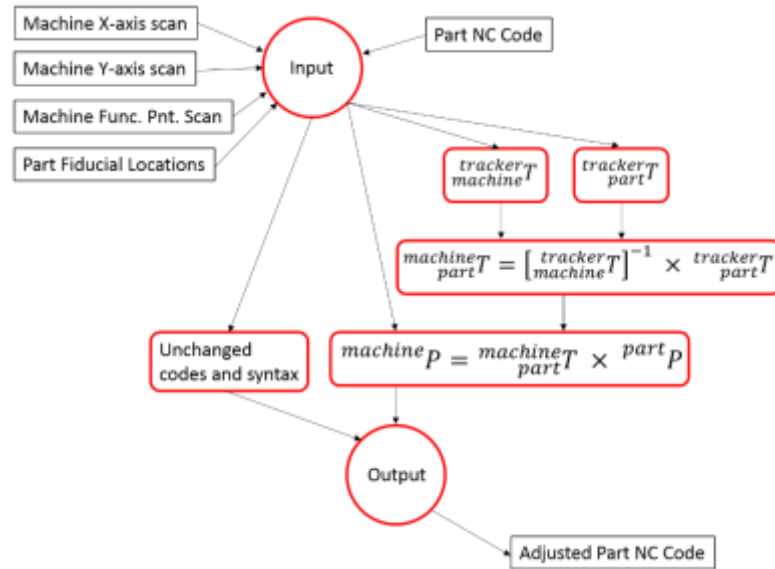 Machine X-axis scan
Part NC Code
Machine Y-axis scan
Input
Machine Func. Pnt. Scan
Part Fiducial Locations
tracker machine T
tracker part T
machine part T = [tracker machine T]⁻¹ × tracker part T
Unchanged
codes and syntax
machine P = machine part T × part P
Output
Adjusted Part NC Code